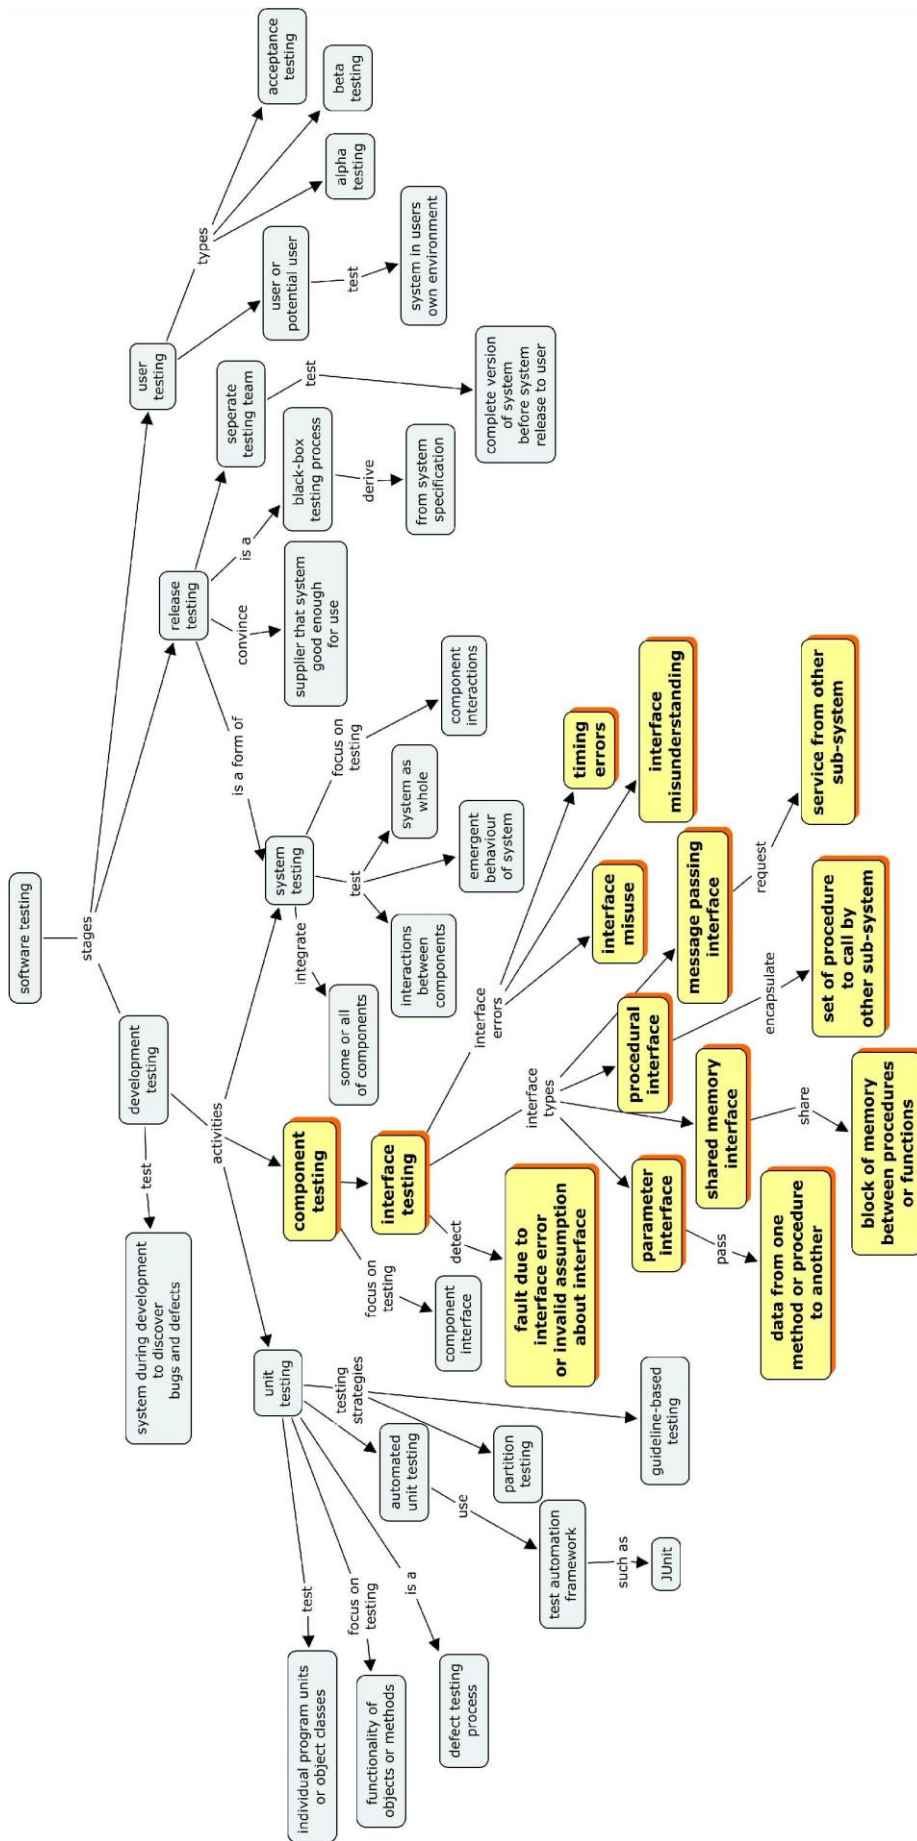 software testing
stages
development
testing
release
testing
user
testing
test
system during development
to discover
bugs and defects
activities
unit
testing
component
testing
system
testing
is a form of
convince
supplier that system
good enough
for use
is a
black-box
testing process
derive
from system
specification
seperate
testing team
test
complete version
of system
before system
release to user
user or
potential user
test
system in users
own environment
types
alpha
testing
beta
testing
acceptance
testing
test
individual program units
or object classes
focus on
testing
functionality of
objects or methods
is a
defect testing
process
automated
unit testing
use
test automation
framework
such as
JUnit
testing
strategies
partition
testing
guideline-based
testing
focus on
testing
component
interface
interface
testing
detect
fault due to
interface error
or invalid assumption
about interface
interface
types
parameter
interface
pass
data from one
method or procedure
to another
shared memory
interface
share
block of memory
between procedures
or functions
procedural
interface
encapsulate
set of procedure
to call by
other sub-system
message passing
interface
request
service from other
sub-system
interface
errors
interface
misuse
interface
misunderstanding
timing
errors
integrate
some or all
of components
test
interactions
between
components
emergent
behaviour
of system
system as
whole
focus on
testing
component
interactions